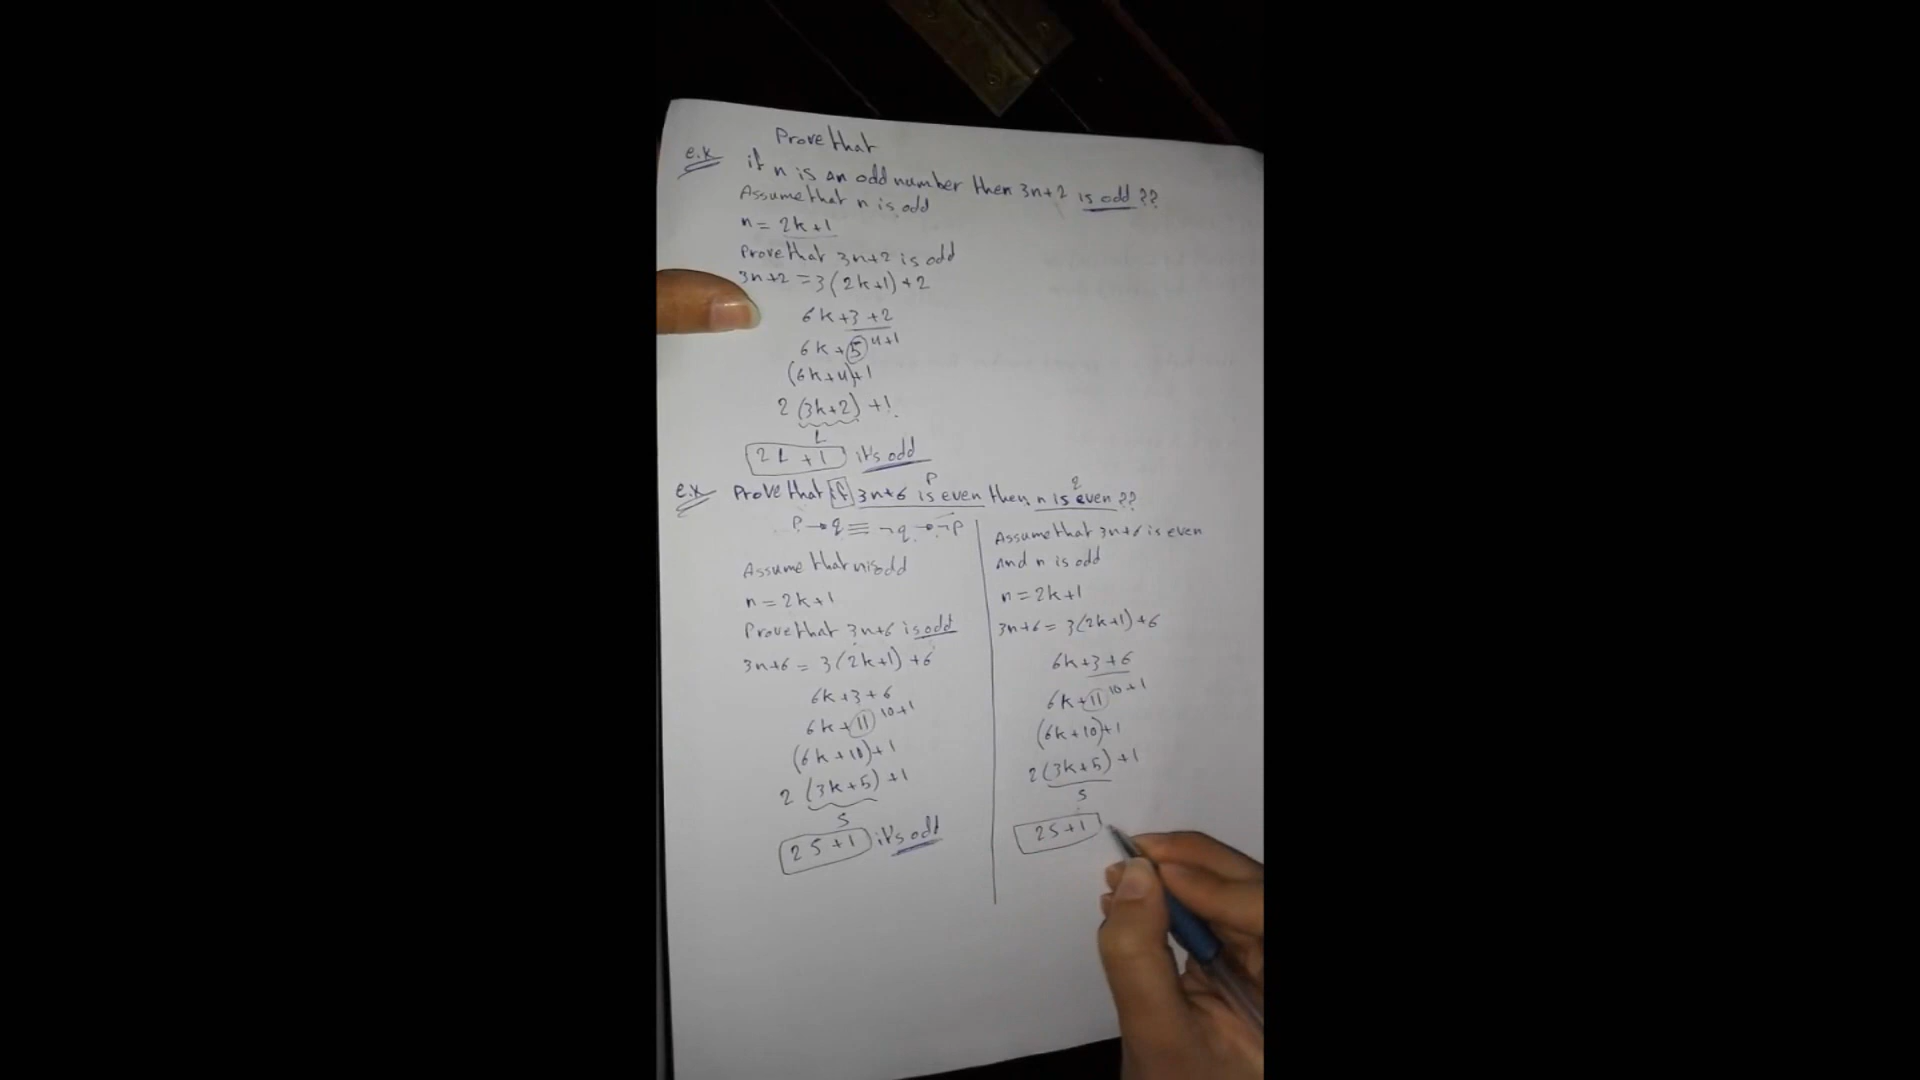 Prove that
e.x if n is an odd number then 3n+2 is odd ??
Assume that n is odd
n = 2k+1
Prove that 3n+2 is odd
3n+2 = 3(2k+1)+2
6k+3+2
6k+5 4+1
(6k+4)+1
2(3k+2)+1
L
2L+1 it's odd
P q
e.x Prove that if 3n+6 is even then n is even ??
P→q≡¬q→¬P
Assume that n is odd
n = 2k+1
Prove that 3n+6 is odd
3n+6 = 3(2k+1)+6
6k+3+6
6k+11 10+1
(6k+10)+1
2(3k+5)+1
S
2S+1 it's odd
Assume that 3n+6 is even
and n is odd
n = 2k+1
3n+6 = 3(2k+1)+6
6k+3+6
6k+11 10+1
(6k+10)+1
2(3k+5)+1
S
2S+1